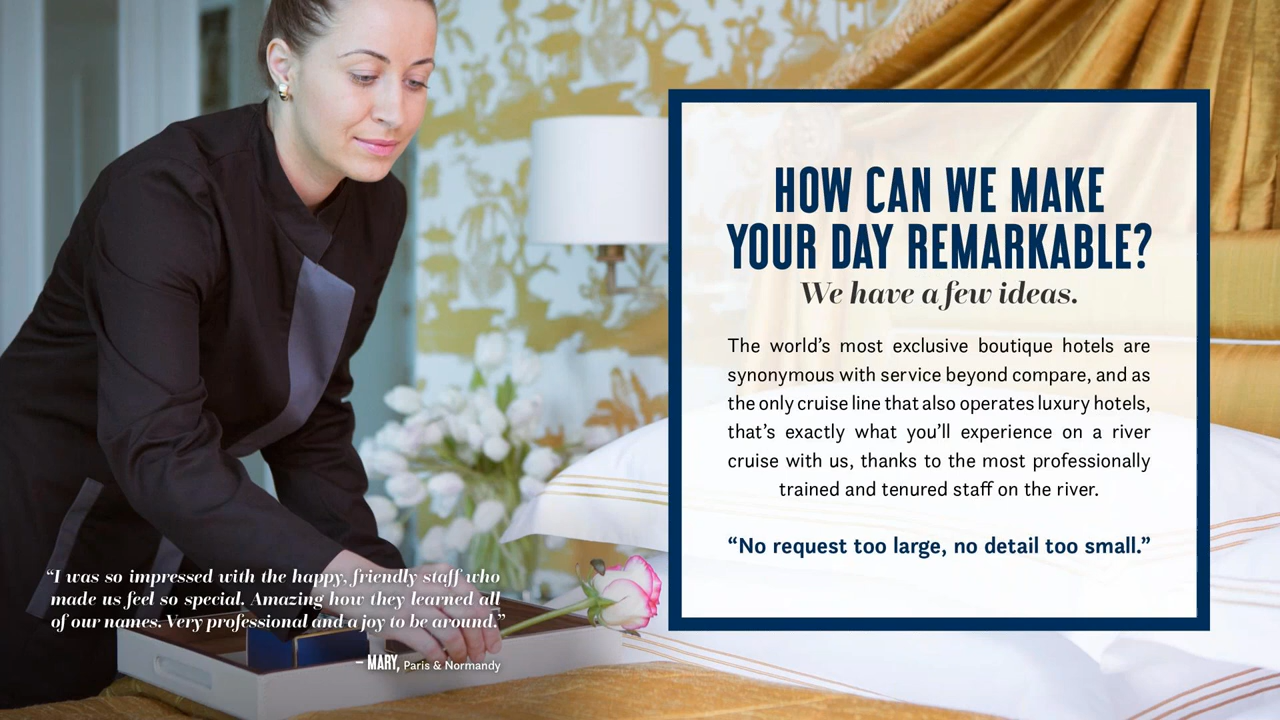 HOW CAN WE MAKE
YOUR DAY REMARKABLE?
We have a few ideas.
The world’s most exclusive boutique hotels are
synonymous with service beyond compare, and as
the only cruise line that also operates luxury hotels,
that’s exactly what you’ll experience on a river
cruise with us, thanks to the most professionally
trained and tenured staff on the river.
“No request too large, no detail too small.”
“I was so impressed with the happy, friendly staff who
made us feel so special. Amazing how they learned all
of our names. Very professional and a joy to be around.”
– MARY, Paris & Normandy